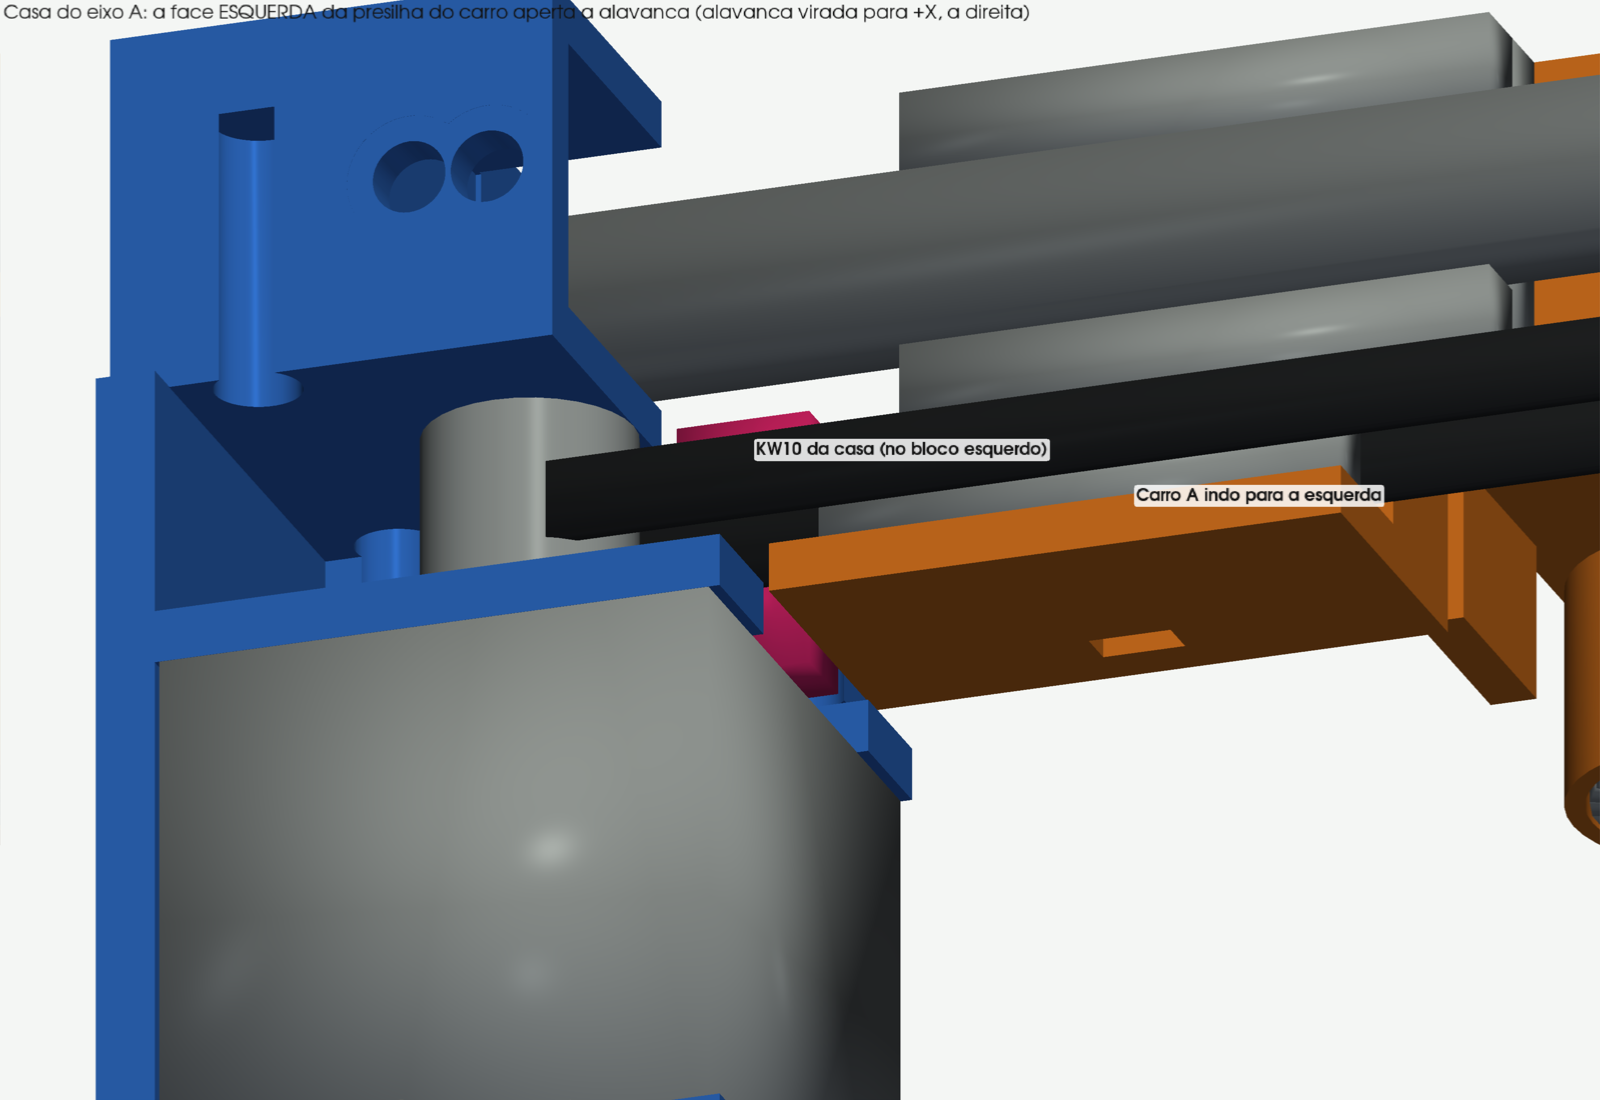 Casa do eixo A: a face ESQUERDA da presilha do carro aperta a alavanca (alavanca virada para +X, a direita)
KW10 da casa (no bloco esquerdo)
Carro A indo para a esquerda